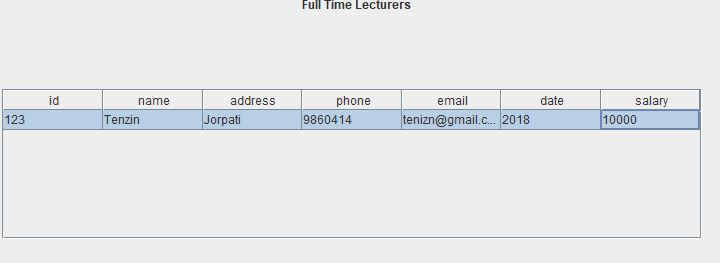 Full Time Lecturers
id name address phone email date salary
123 Tenzin Jorpati 9860414 tenizn@gmail.c... 2018 10000